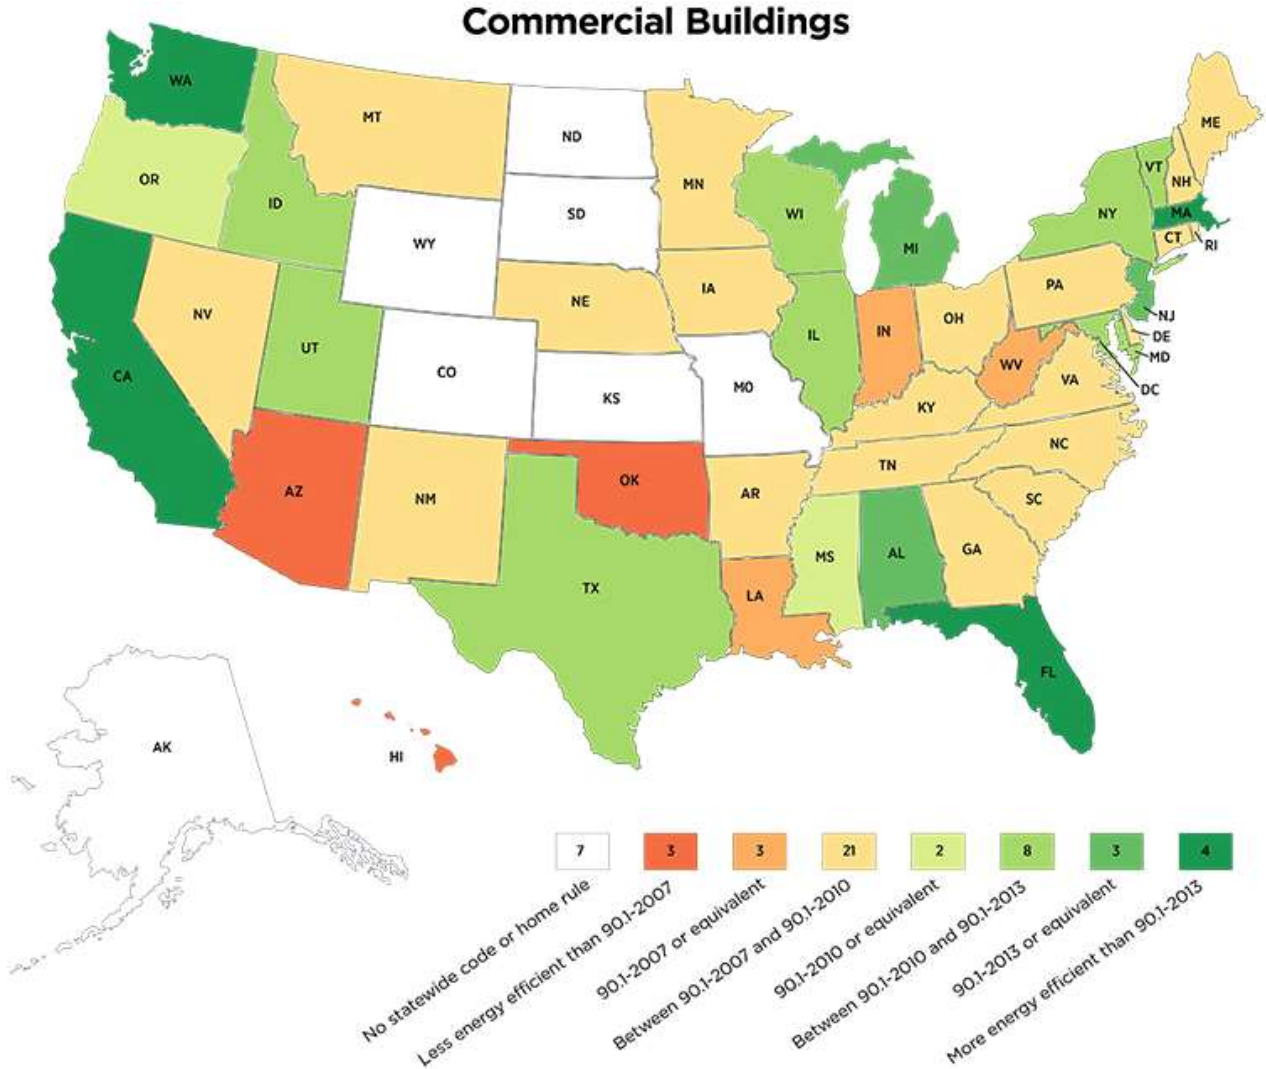 Commercial Buildings
WA
MT
ND
MN
ME
OR
ID
SD
WI
MI
VT
NH
NY
MA
CT
RI
WY
NV
NE
IA
PA
NJ
UT
CO
IL
IN
OH
DE
MD
DC
CA
KS
MO
WV
VA
KY
AZ
NM
OK
AR
TN
NC
SC
TX
LA
MS
AL
GA
FL
AK
HI
7
3
3
21
2
8
3
4
No statewide code or home rule
Less energy efficient than 90.1-2007
90.1-2007 or equivalent
Between 90.1-2007 and 90.1-2010
90.1-2010 or equivalent
Between 90.1-2010 and 90.1-2013
90.1-2013 or equivalent
More energy efficient than 90.1-2013